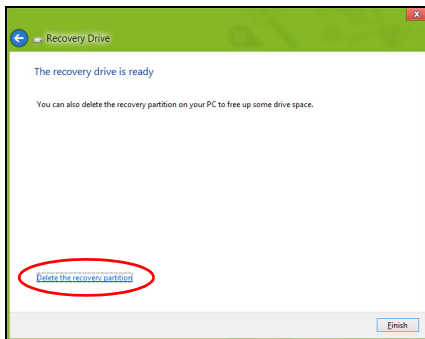 x
Recovery Drive
The recovery drive is ready
You can also delete the recovery partition on your PC to free up some drive space.
Delete the recovery partition
Finish